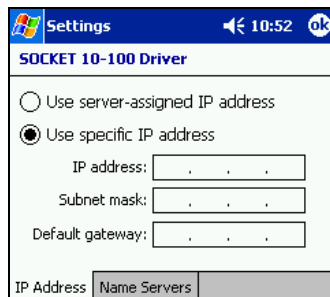 Settings 10:52 ok
SOCKET 10-100 Driver
Use server-assigned IP address
Use specific IP address
IP address: . . .
Subnet mask: . . .
Default gateway: . . .
IP Address Name Servers